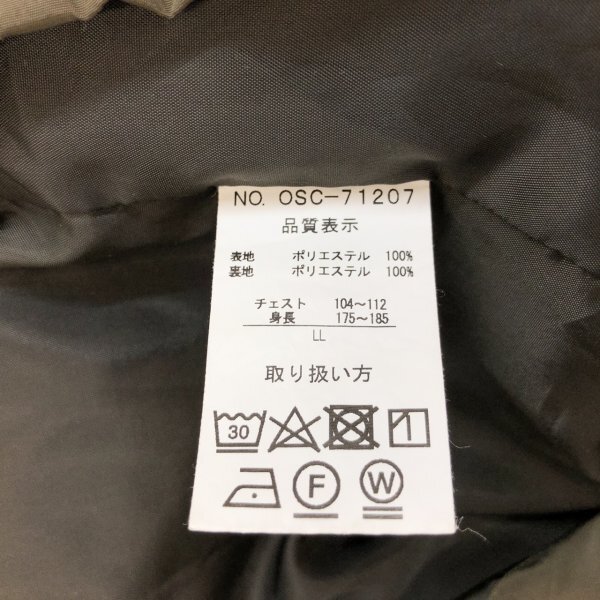 NO. OSC-71207
品質表示
表地 ポリエステル 100%
裏地 ポリエステル 100%
チェスト 104〜112
身長 175〜185
LL
取り扱い方
30
F W